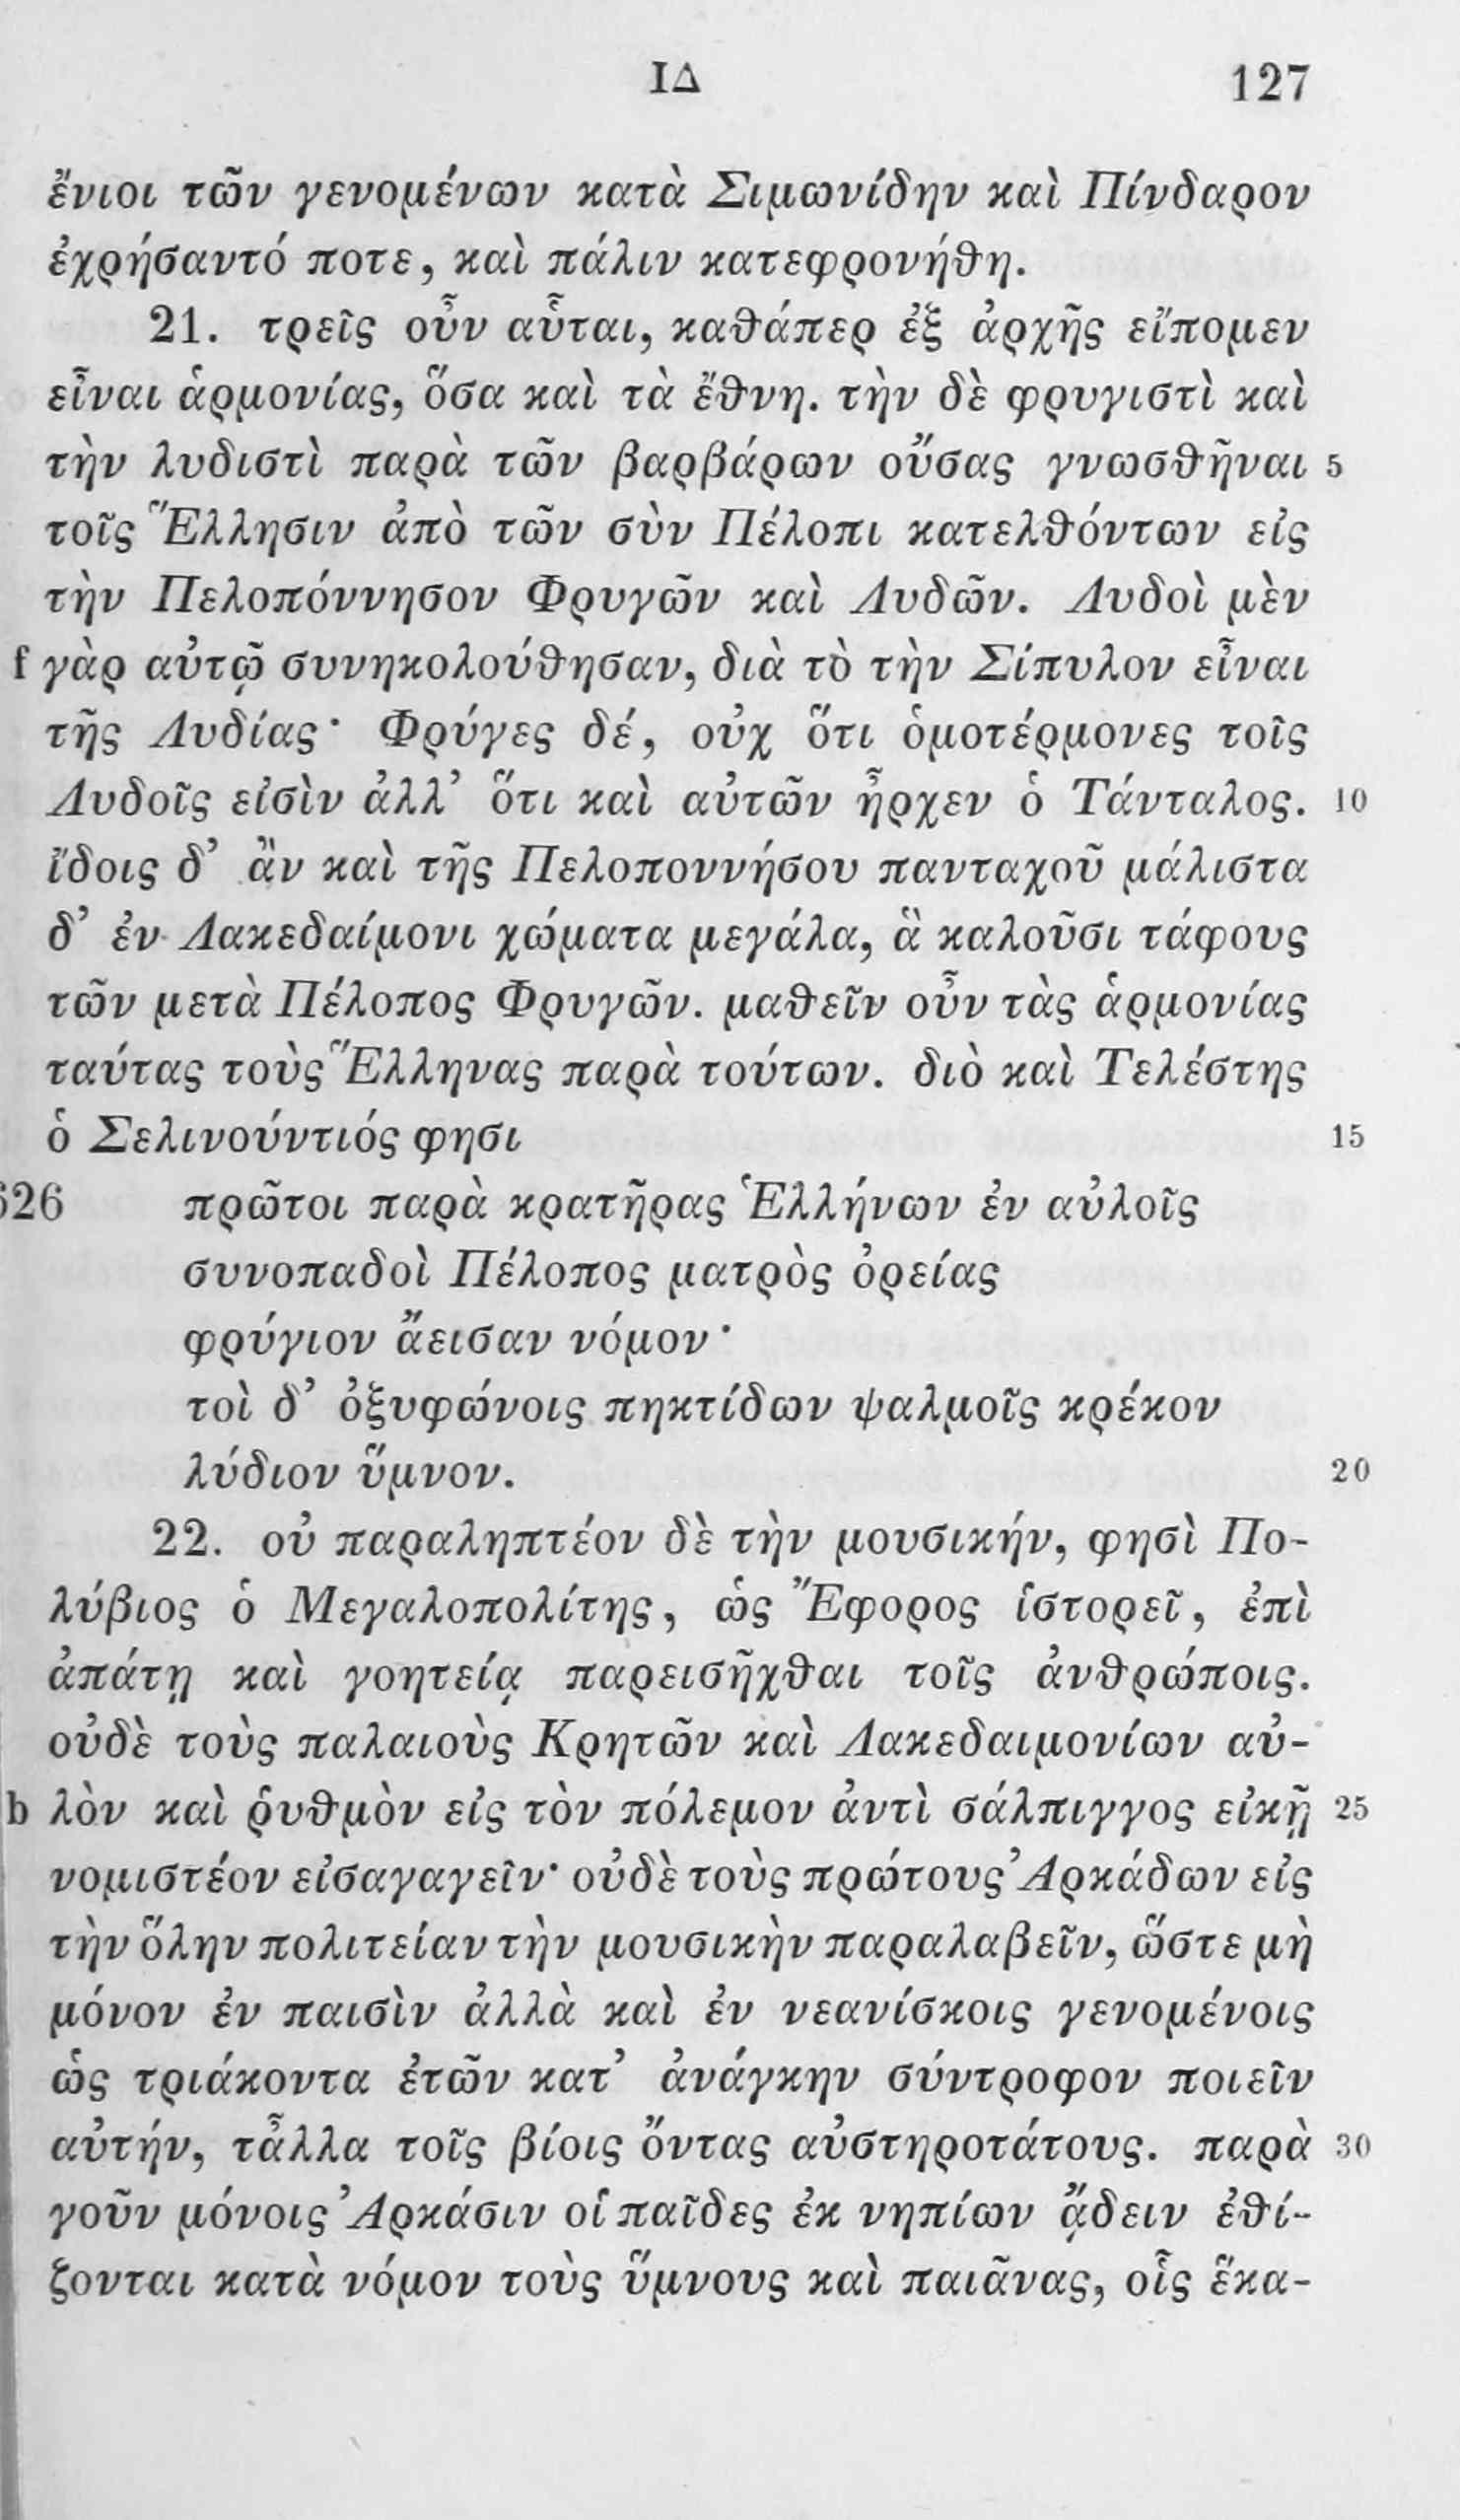 ΙΔ 127
ἔνιοι τῶν γενομένων κατὰ Σιμωνίδην καὶ Πίνδαρον
ἐχρήσαντό ποτε, καὶ πάλιν κατεφρονήθη.
21. τρεῖς οὖν αὗται, καθάπερ ἐξ ἀρχῆς εἴπομεν
εἶναι ἁρμονίας, ὅσα καὶ τὰ ἔθνη. τὴν δὲ φρυγιστὶ καὶ
τὴν λυδιστὶ παρὰ τῶν βαρβάρων οὔσας γνωσθῆναι 5
τοῖς Ἕλλησιν ἀπὸ τῶν σὺν Πέλοπι κατελθόντων εἰς
τὴν Πελοπόννησον Φρυγῶν καὶ Λυδῶν. Λυδοὶ μὲν
f γὰρ αὐτῷ συνηκολούθησαν, διὰ τὸ τὴν Σίπυλον εἶναι
τῆς Λυδίας· Φρύγες δέ, οὐχ ὅτι ὁμοτέρμονες τοῖς
Λυδοῖς εἰσὶν ἀλλ’ ὅτι καὶ αὐτῶν ἦρχεν ὁ Τάνταλος. 10
ἴδοις δ’ ἂν καὶ τῆς Πελοποννήσου πανταχοῦ μάλιστα
δ’ ἐν Λακεδαίμονι χώματα μεγάλα, ἃ καλοῦσι τάφους
τῶν μετὰ Πέλοπος Φρυγῶν. μαθεῖν οὖν τὰς ἁρμονίας
ταύτας τοὺς Ἕλληνας παρὰ τούτων. διὸ καὶ Τελέστης
ὁ Σελινούντιός φησι 15
626 πρῶτοι παρὰ κρατῆρας Ἑλλήνων ἐν αὐλοῖς
συνοπαδοὶ Πέλοπος ματρὸς ὀρείας
φρύγιον ἄεισαν νόμον·
τοὶ δ’ ὀξυφώνοις πηκτίδων ψαλμοῖς κρέκον
λύδιον ὕμνον. 20
22. οὐ παραληπτέον δὲ τὴν μουσικήν, φησὶ Πο-
λύβιος ὁ Μεγαλοπολίτης, ὡς Ἔφορος ἱστορεῖ, ἐπὶ
ἀπάτῃ καὶ γοητείᾳ παρεισῆχθαι τοῖς ἀνθρώποις.
οὐδὲ τοὺς παλαιοὺς Κρητῶν καὶ Λακεδαιμονίων αὐ-
b λὸν καὶ ῥυθμὸν εἰς τὸν πόλεμον ἀντὶ σάλπιγγος εἰκῇ 25
νομιστέον εἰσαγαγεῖν· οὐδὲ τοὺς πρώτους Ἀρκάδων εἰς
τὴν ὅλην πολιτείαν τὴν μουσικὴν παραλαβεῖν, ὥστε μὴ
μόνον ἐν παισὶν ἀλλὰ καὶ ἐν νεανίσκοις γενομένοις
ὡς τριάκοντα ἐτῶν κατ’ ἀνάγκην σύντροφον ποιεῖν
αὐτήν, τἆλλα τοῖς βίοις ὄντας αὐστηροτάτους. παρὰ 30
γοῦν μόνοις Ἀρκάσιν οἱ παῖδες ἐκ νηπίων ᾄδειν ἐθί-
ζονται κατὰ νόμον τοὺς ὕμνους καὶ παιᾶνας, οἷς ἕκα-